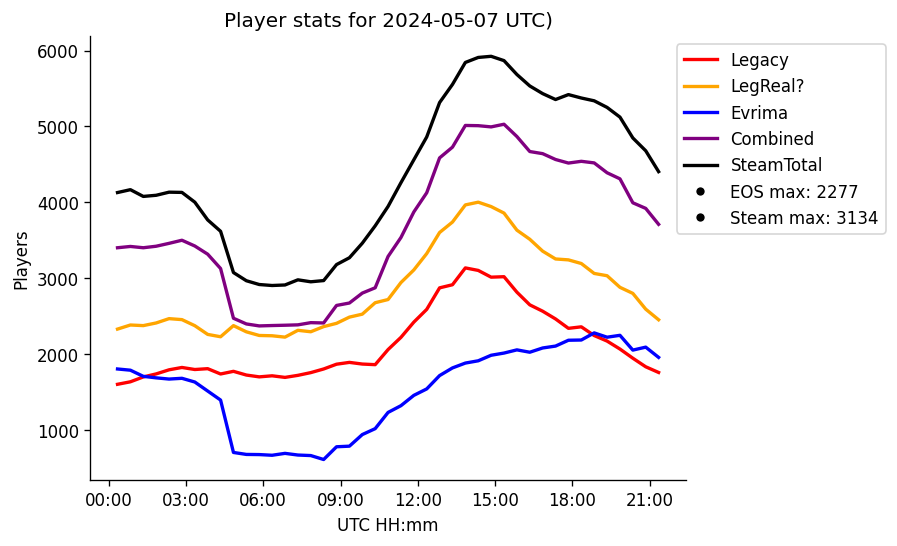 Player stats for 2024-05-07 UTC)
6000
5000
4000
3000
2000
1000
Players
00:00 03:00 06:00 09:00 12:00 15:00 18:00 21:00
UTC HH:mm
Legacy
LegReal?
Evrima
Combined
SteamTotal
EOS max: 2277
Steam max: 3134